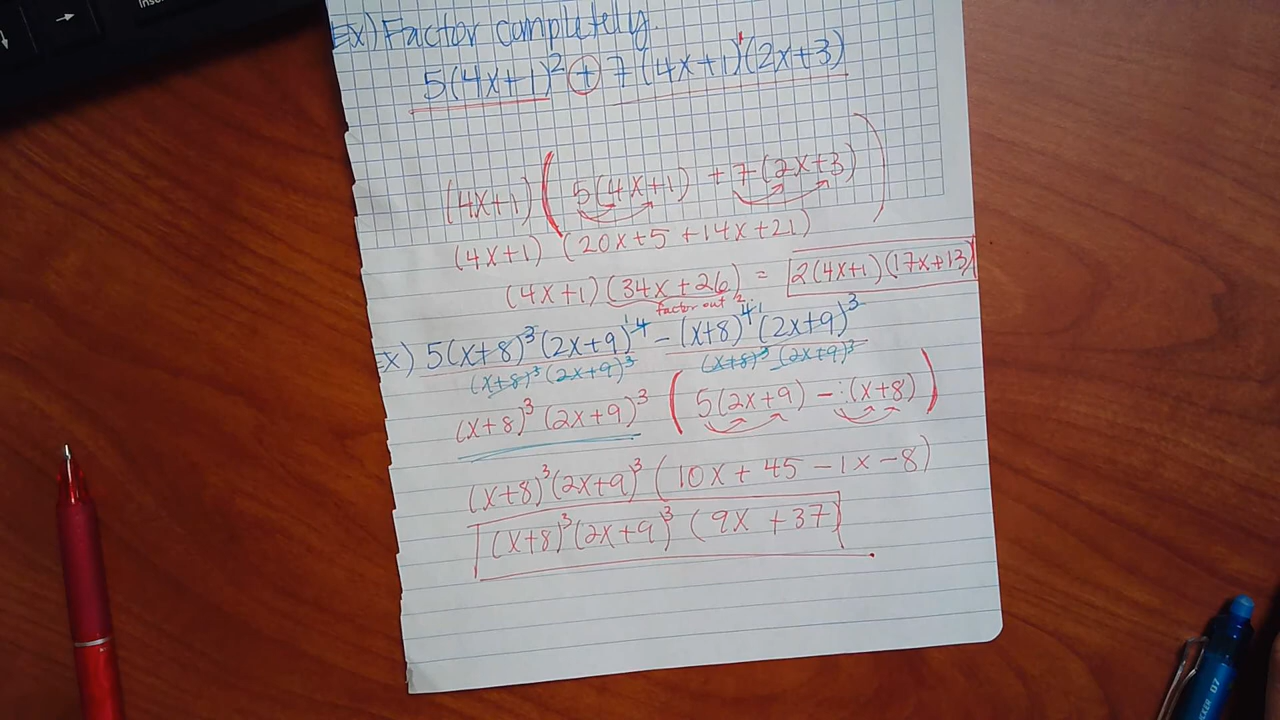 Ex) Factor completely.
5(4x+1)² + 7(4x+1)¹(2x+3)
(4x+1)(5(4x+1) + 7(2x+3))
(4x+1) (20x+5 +14x+21)
(4x+1) (34x+26) = 2(4x+1)(17x+13)
factor out 2
Ex) 5(x+8)³(2x+9)⁴ - (x+8)⁴(2x+9)³
(x+8)³(2x+9)³ (x+8)³(2x+9)³
(x+8)³(2x+9)³ (5(2x+9) - (x+8))
(x+8)³(2x+9)³ (10x + 45 - 1x - 8)
(x+8)³(2x+9)³ (9x + 37)
07